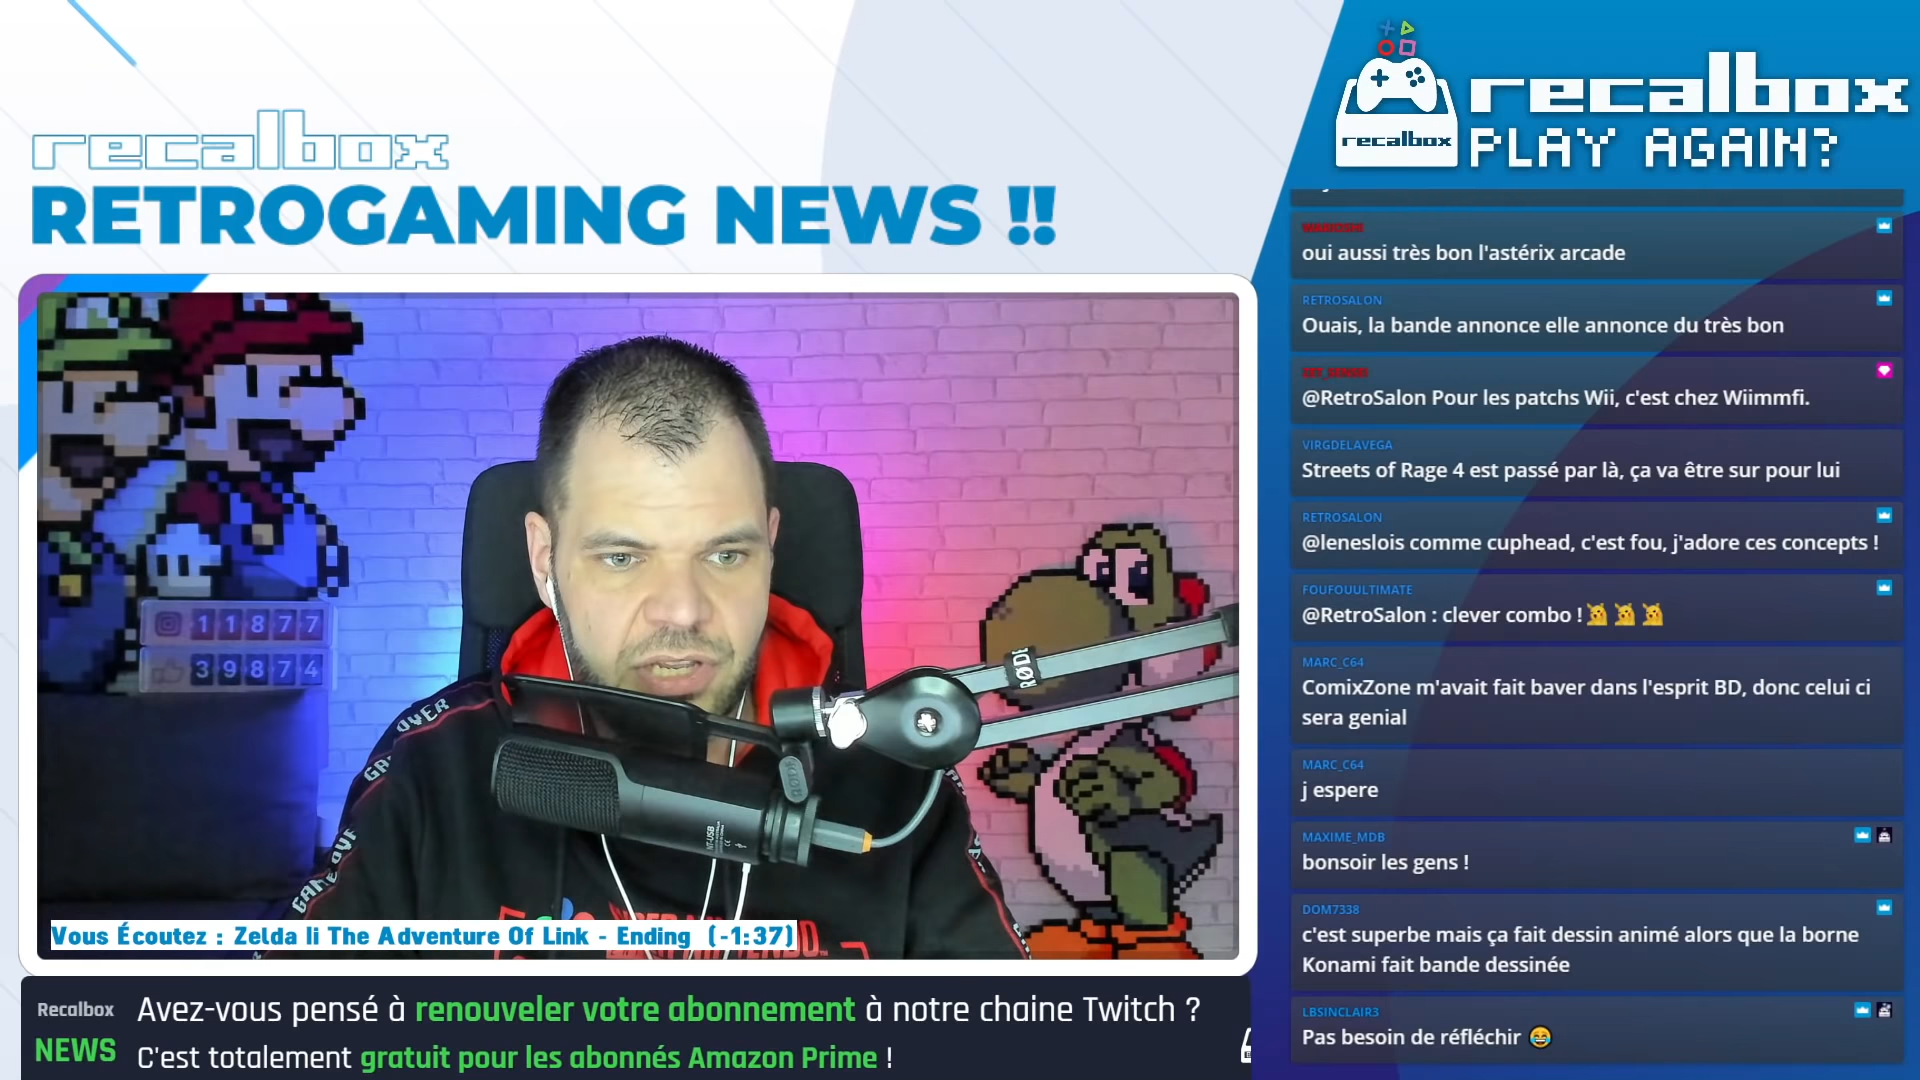 recalbox
RETROGAMING NEWS !!
recalbox
recalbox
PLAY AGAIN?
oui aussi très bon l'astérix arcade
RETROSALON
Ouais, la bande annonce elle annonce du très bon
@RetroSalon Pour les patchs Wii, c'est chez Wiimmfi.
VIRGDELAVEGA
Streets of Rage 4 est passé par là, ça va être sur pour lui
RETROSALON
@leneslois comme cuphead, c'est fou, j'adore ces concepts !
FOUFOUULTIMATE
@RetroSalon : clever combo !
MARC_C64
ComixZone m'avait fait baver dans l'esprit BD, donc celui ci
sera genial
MARC_C64
j espere
MAXIME_MDB
bonsoir les gens !
DOM7338
c'est superbe mais ça fait dessin animé alors que la borne
Konami fait bande dessinée
LBSINCLAIR3
Pas besoin de réfléchir 😂
11877
39874
RØDE
RØDE
NT-USB
OVER
GAME OVER
Vous Écoutez : Zelda Ii The Adventure Of Link - Ending (-1:37)
Recalbox
NEWS
Avez-vous pensé à renouveler votre abonnement à notre chaine Twitch ?
C'est totalement gratuit pour les abonnés Amazon Prime !